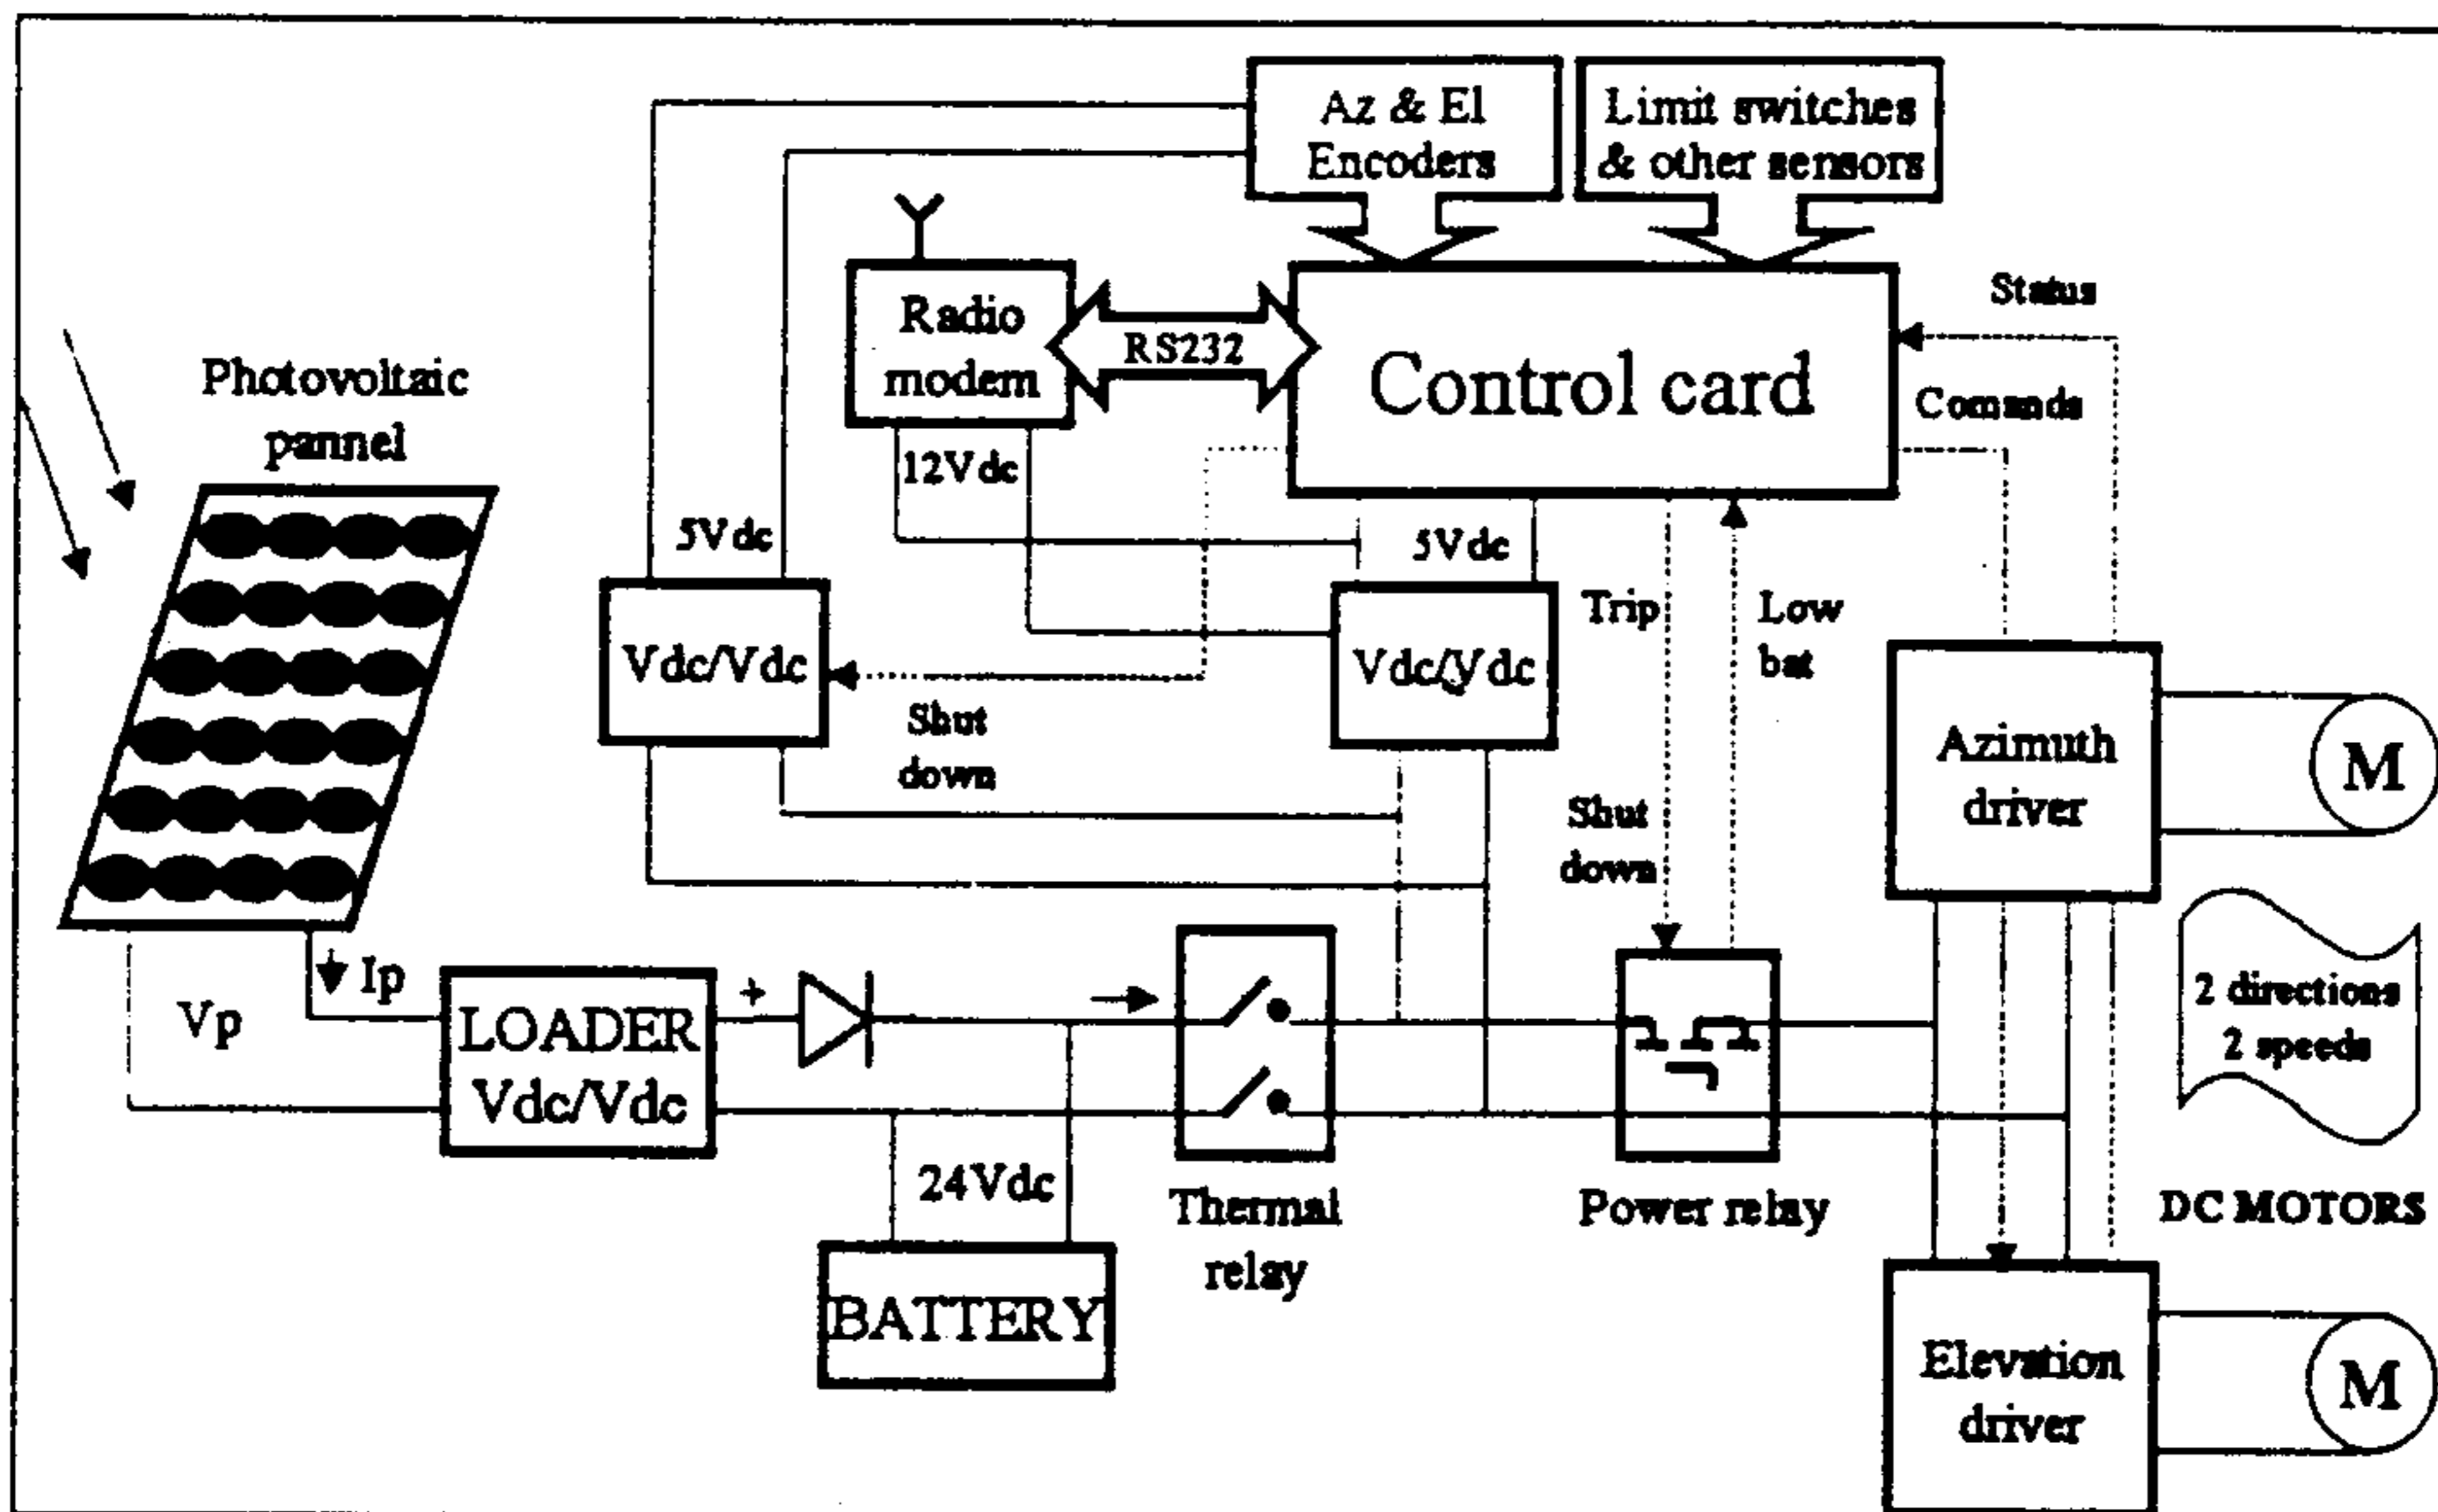 Az & El
Encoders
Limit switches
& other sensors
Radio
modem
RS232
Control card
Status
Comands
Photovoltaic
pannel
12Vdc
5Vdc
5Vdc
Trip
Low
bat
Vdc/Vdc
Vdc/Vdc
Shut
down
Shut
down
Azimuth
driver
M
Vp
Ip
LOADER
Vdc/Vdc
+
24Vdc
BATTERY
Thermal
relay
Power relay
2 directions
2 speeds
DC MOTORS
Elevation
driver
M